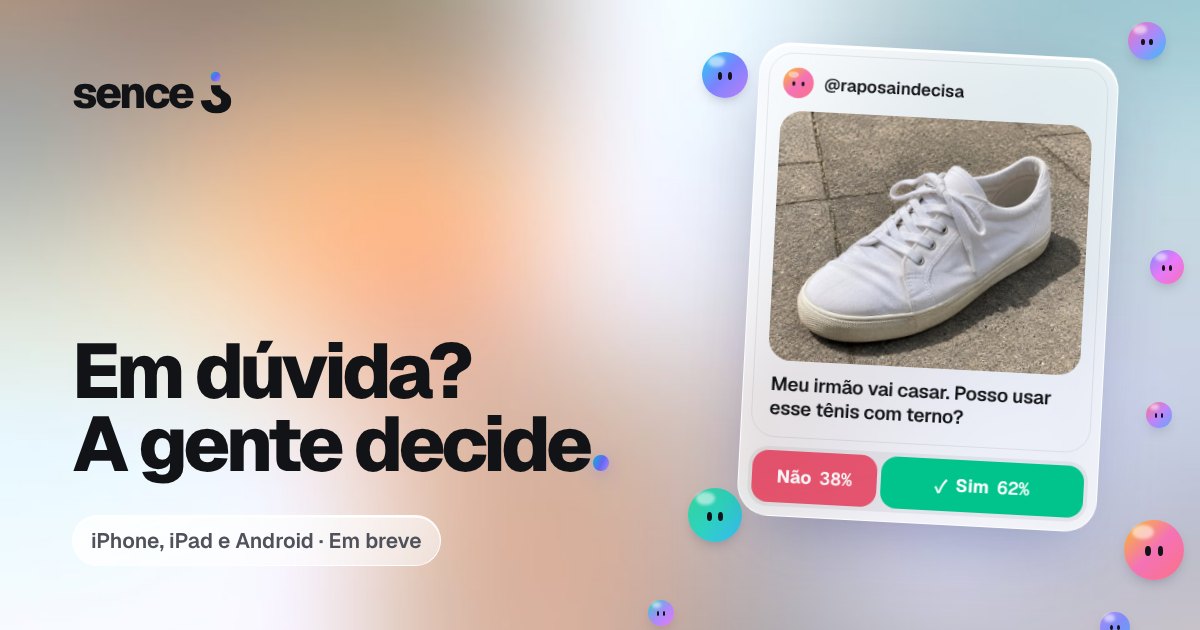 sence
Em dúvida?
A gente decide.
iPhone, iPad e Android · Em breve
@raposaindecisa
Meu irmão vai casar. Posso usar
esse tênis com terno?
Não 38%
✓ Sim 62%